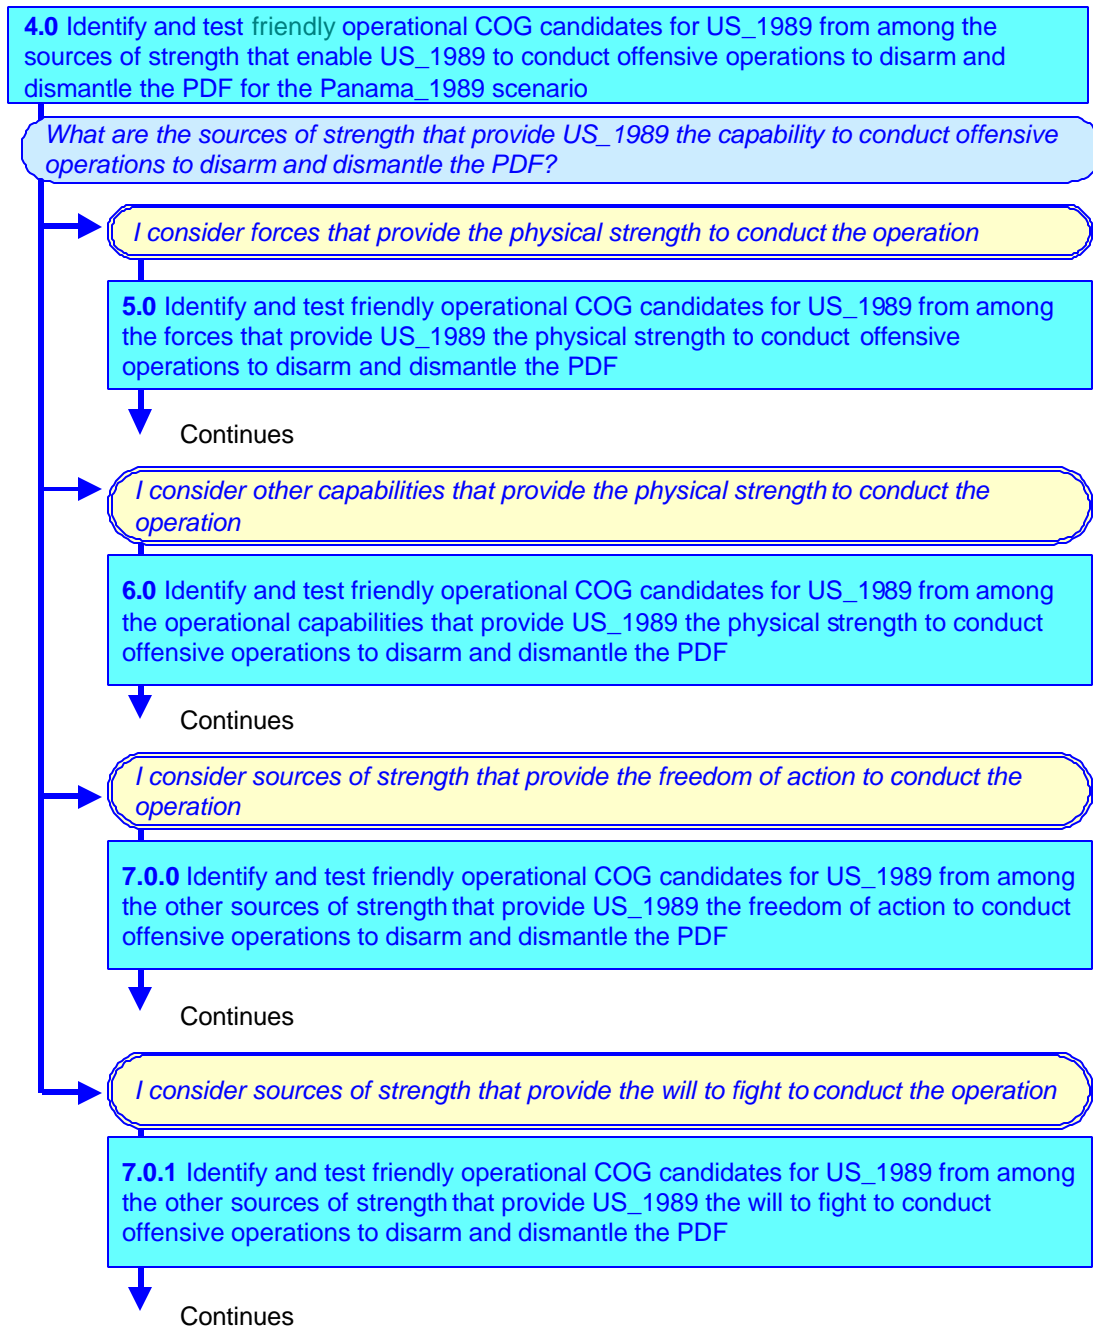 4.0 Identify and test friendly operational COG candidates for US_1989 from among the
sources of strength that enable US_1989 to conduct offensive operations to disarm and
dismantle the PDF for the Panama_1989 scenario
What are the sources of strength that provide US_1989 the capability to conduct offensive
operations to disarm and dismantle the PDF?
I consider forces that provide the physical strength to conduct the operation
5.0 Identify and test friendly operational COG candidates for US_1989 from among
the forces that provide US_1989 the physical strength to conduct offensive
operations to disarm and dismantle the PDF
Continues
I consider other capabilities that provide the physical strength to conduct the
operation
6.0 Identify and test friendly operational COG candidates for US_1989 from among
the operational capabilities that provide US_1989 the physical strength to conduct
offensive operations to disarm and dismantle the PDF
Continues
I consider sources of strength that provide the freedom of action to conduct the
operation
7.0.0 Identify and test friendly operational COG candidates for US_1989 from among
the other sources of strength that provide US_1989 the freedom of action to conduct
offensive operations to disarm and dismantle the PDF
Continues
I consider sources of strength that provide the will to fight to conduct the operation
7.0.1 Identify and test friendly operational COG candidates for US_1989 from among
the other sources of strength that provide US_1989 the will to fight to conduct
offensive operations to disarm and dismantle the PDF
Continues